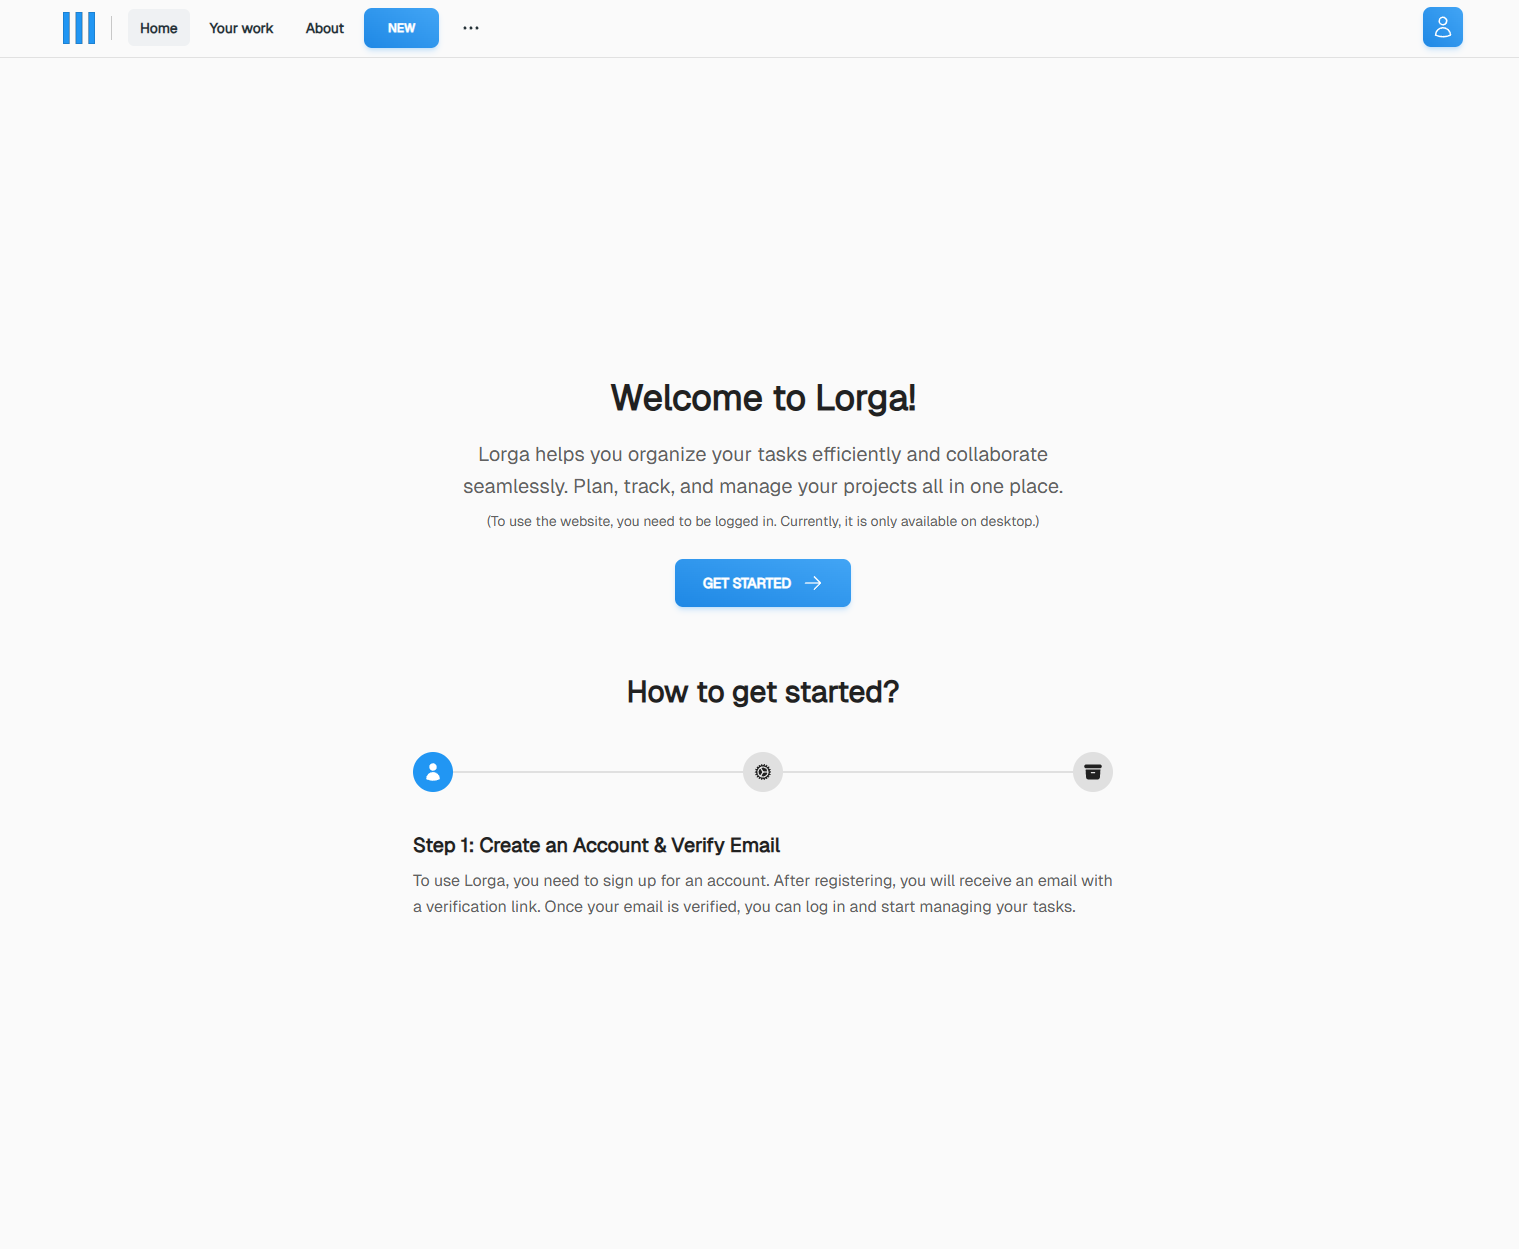 Home Your work About NEW ...
Welcome to Lorga!
Lorga helps you organize your tasks efficiently and collaborate
seamlessly. Plan, track, and manage your projects all in one place.
(To use the website, you need to be logged in. Currently, it is only available on desktop.)
GET STARTED
How to get started?
Step 1: Create an Account & Verify Email
To use Lorga, you need to sign up for an account. After registering, you will receive an email with
a verification link. Once your email is verified, you can log in and start managing your tasks.